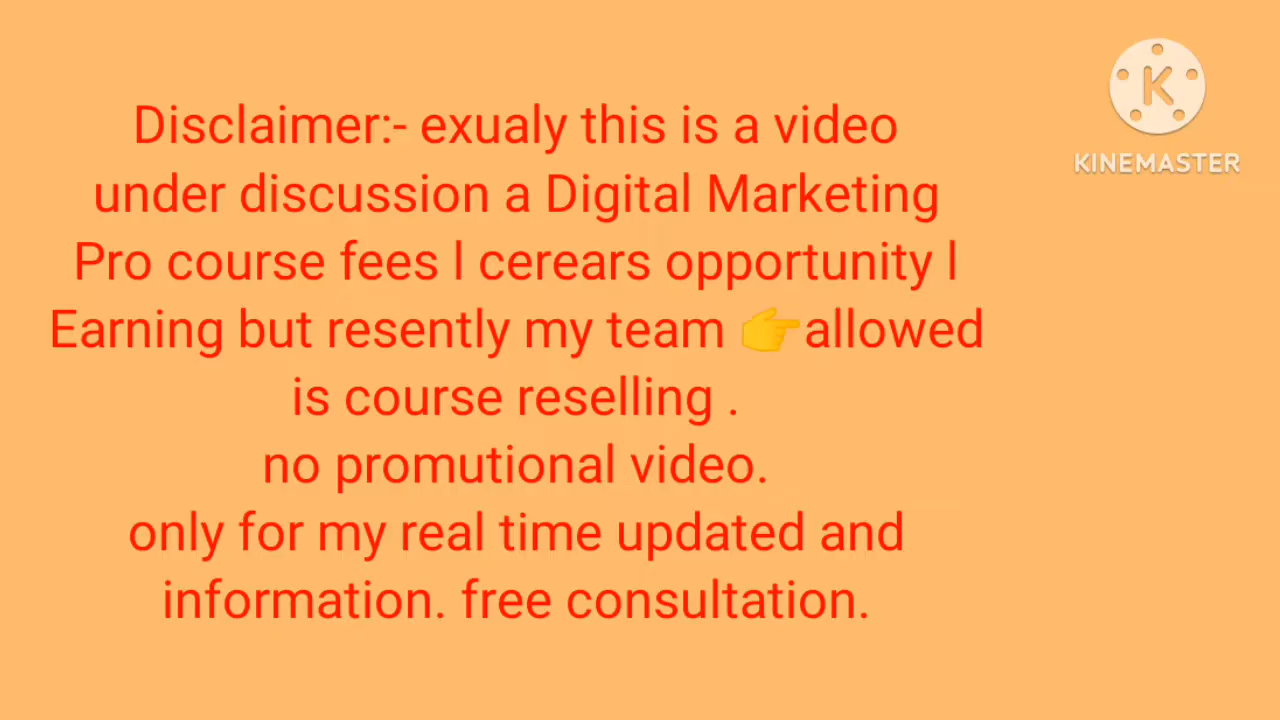 Disclaimer:- exualy this is a video
under discussion a Digital Marketing
Pro course fees l cerears opportunity l
Earning but resently my team 👉allowed
is course reselling .
no promutional video.
only for my real time updated and
information. free consultation.
K
KINEMASTER